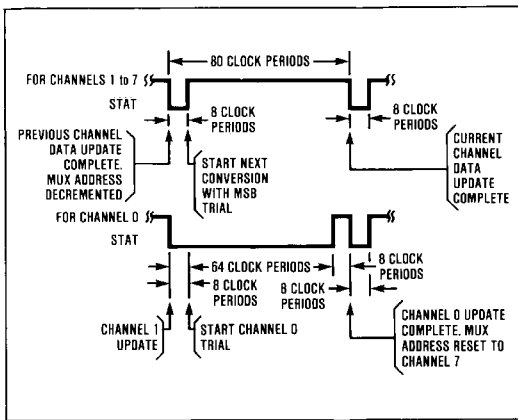 80 CLOCK PERIODS
FOR CHANNELS 1 to 7
STAT
8 CLOCK
PERIODS
8 CLOCK
PERIODS
PREVIOUS CHANNEL
DATA UPDATE
COMPLETE.
MUX ADDRESS
DECREMENTED
START NEXT
CONVERSION
WITH MSB
TRIAL
CURRENT
CHANNEL
DATA
UPDATE
COMPLETE
FOR CHANNEL 0
STAT
64 CLOCK PERIODS
8 CLOCK
PERIODS
8 CLOCK
PERIODS
8 CLOCK
PERIODS
CHANNEL 1
UPDATE
START CHANNEL 0
TRIAL
CHANNEL 0 UPDATE
COMPLETE. MUX
ADDRESS RESET TO
CHANNEL 7